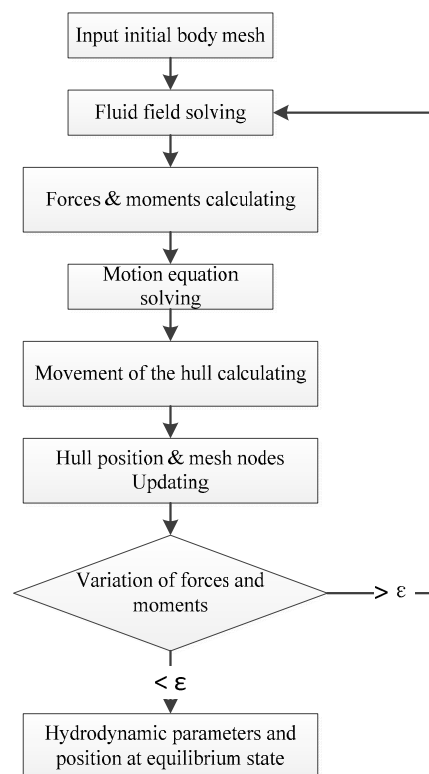 Input initial body mesh
Fluid field solving
Forces & moments calculating
Motion equation
solving
Movement of the hull calculating
Hull position & mesh nodes
Updating
Variation of forces and
moments
> ε
< ε
Hydrodynamic parameters and
position at equilibrium state